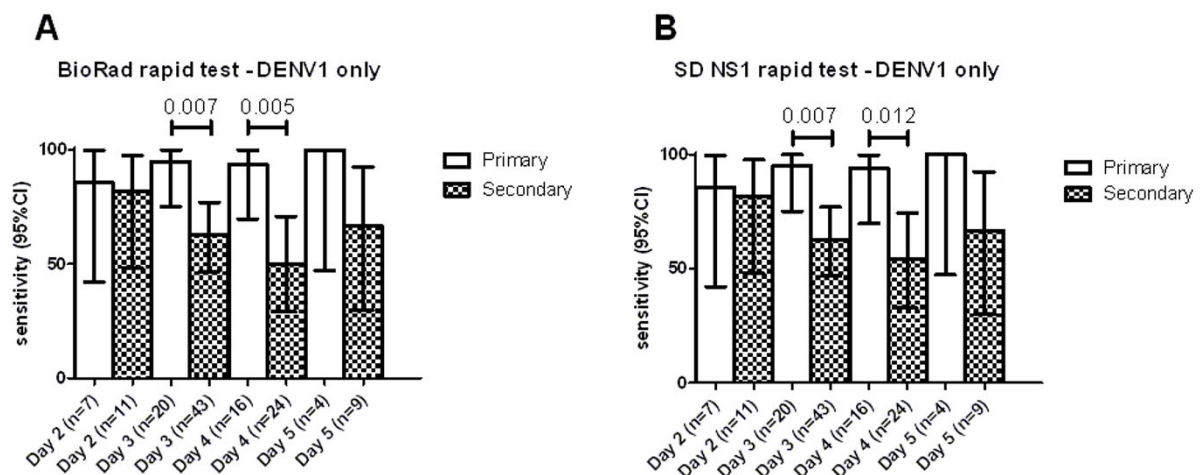 A
BioRad rapid test - DENV1 only
0.007 0.005
100
50
0
sensitivity (95%CI)
Primary
Secondary
Day 2 (n=7)
Day 2 (n=11)
Day 3 (n=20)
Day 3 (n=43)
Day 4 (n=16)
Day 4 (n=24)
Day 5 (n=4)
Day 5 (n=9)
B
SD NS1 rapid test - DENV1 only
0.007 0.012
100
50
0
sensitivity (95%CI)
Primary
Secondary
Day 2 (n=7)
Day 2 (n=11)
Day 3 (n=20)
Day 3 (n=43)
Day 4 (n=16)
Day 4 (n=24)
Day 5 (n=4)
Day 5 (n=9)